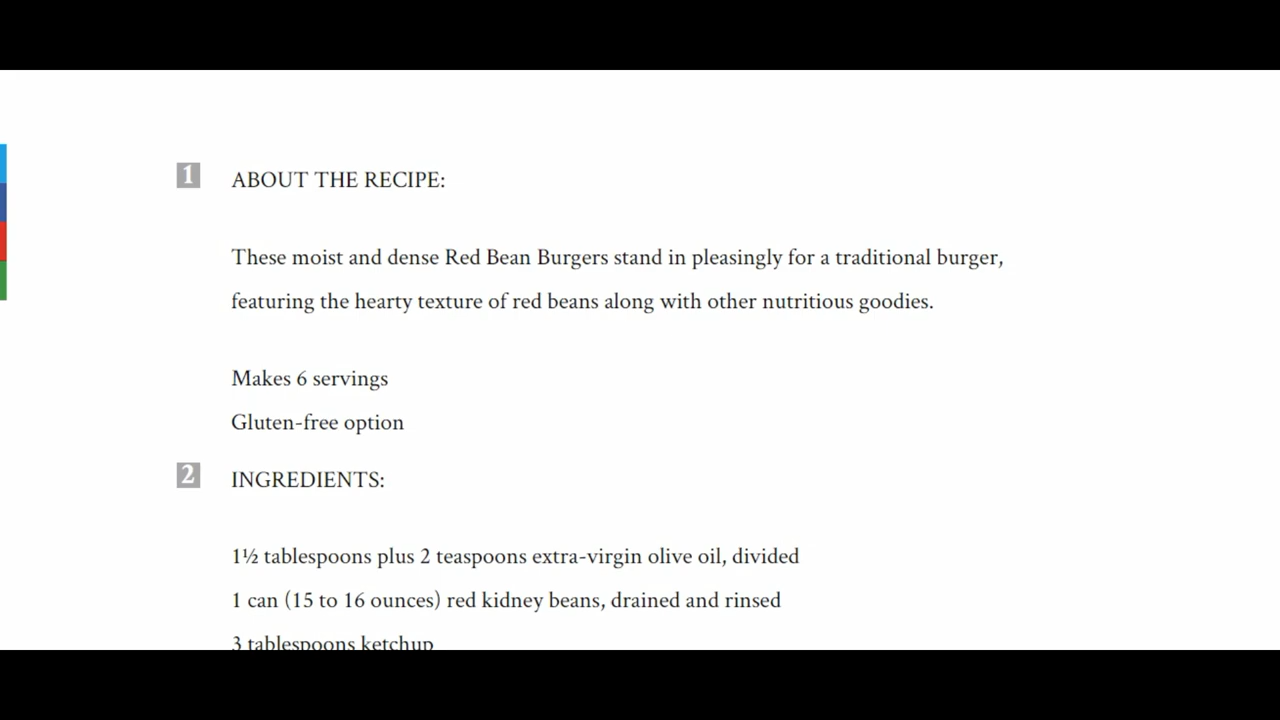 1 ABOUT THE RECIPE:
These moist and dense Red Bean Burgers stand in pleasingly for a traditional burger,
featuring the hearty texture of red beans along with other nutritious goodies.
Makes 6 servings
Gluten-free option
2 INGREDIENTS:
1½ tablespoons plus 2 teaspoons extra-virgin olive oil, divided
1 can (15 to 16 ounces) red kidney beans, drained and rinsed
3 tablespoons ketchup